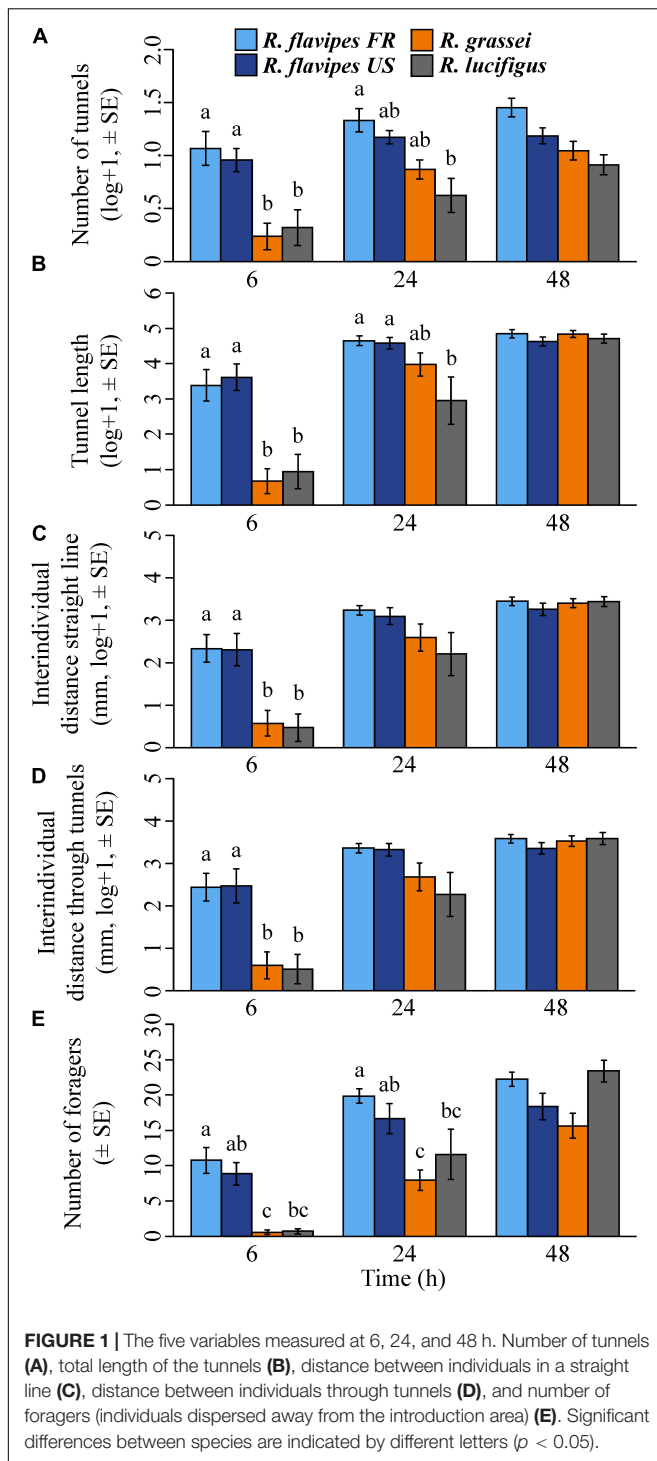 A
R. flavipes FR
R. grassei
R. flavipes US
R. lucifigus
Number of tunnels
(log+1, ± SE)
2.0
1.5
1.0
0.5
0
a
a
b
b
a
ab
ab
b
6
24
48
B
Tunnel length
(log+1, ± SE)
6
5
4
3
2
1
0
a
a
b
b
a
a
ab
b
6
24
48
C
Interindividual
distance straight line
(mm, log+1, ± SE)
5
4
3
2
1
0
a
a
b
b
6
24
48
D
Interindividual
distance through tunnels
(mm, log+1, ± SE)
5
4
3
2
1
0
a
a
b
b
6
24
48
E
Number of foragers
(± SE)
30
25
20
15
10
5
0
a
ab
c
bc
a
ab
c
bc
6
24
48
Time (h)
FIGURE 1 | The five variables measured at 6, 24, and 48 h. Number of tunnels
(A), total length of the tunnels (B), distance between individuals in a straight
line (C), distance between individuals through tunnels (D), and number of
foragers (individuals dispersed away from the introduction area) (E). Significant
differences between species are indicated by different letters (p < 0.05).